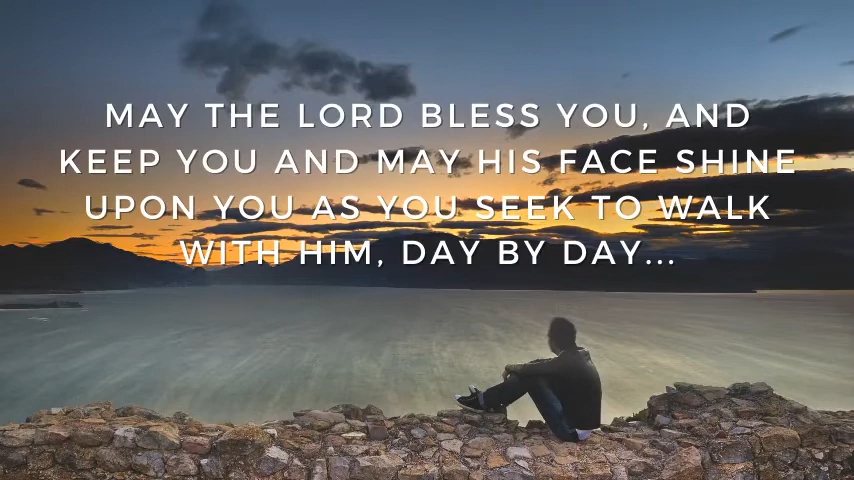 MAY THE LORD BLESS YOU, AND
KEEP YOU AND MAY HIS FACE SHINE
UPON YOU AS YOU SEEK TO WALK
WITH HIM, DAY BY DAY...